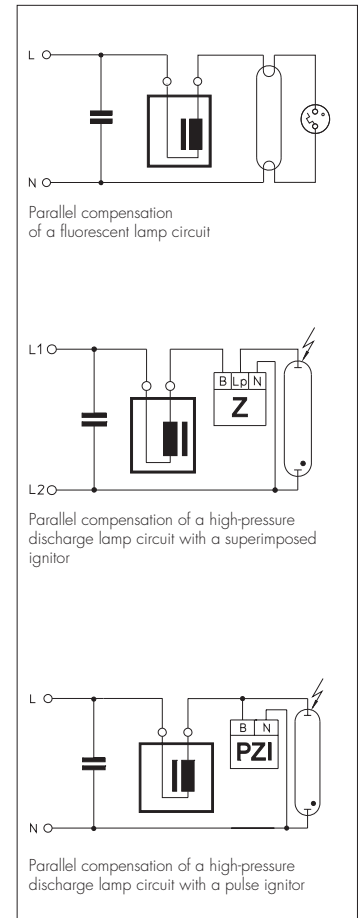 L
N
Parallel compensation
of a fluorescent lamp circuit
L1
B Lp N
Z
L2
Parallel compensation of a high-pressure
discharge lamp circuit with a superimposed
ignitor
L
B N
PZI
N
Parallel compensation of a high-pressure
discharge lamp circuit with a pulse ignitor